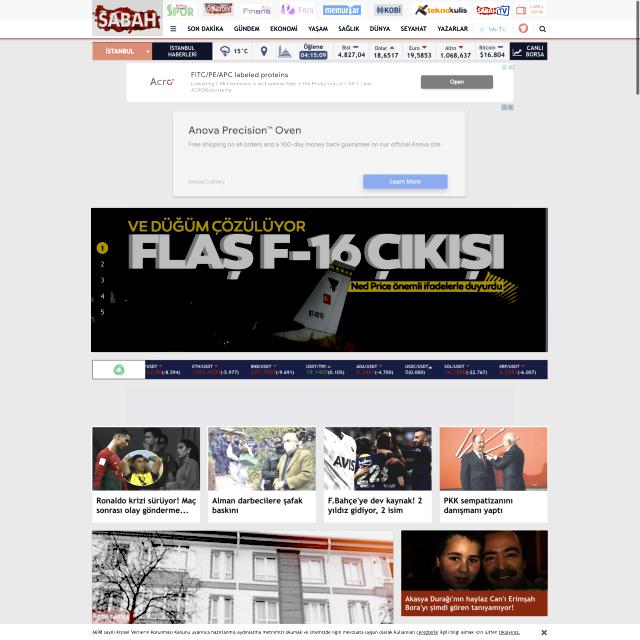 SABAH
SPOR
GÜNAYDIN
Finans
Roza
memurlar
KOBİ
teknokulis
SABAH TV
CANLI YAYIN
SON DAKİKA GÜNDEM EKONOMİ YAŞAM SAĞLIK DÜNYA SEYAHAT YAZARLAR
İSTANBUL
İSTANBUL HABERLERİ
15°C
Öğlene
04:15:09
Bist
4.827,04
Dolar
18,6517
Euro
19,5853
Altın
1.068,637
Bitcoin
$16.804
CANLI BORSA
Acro
FITC/PE/APC labeled proteins
Open
Anova Precision™ Oven
Free shipping on all orders and a 100-day money back guarantee on our official Anova site
Anova Culinary
Learn More
VE DÜĞÜM ÇÖZÜLÜYOR
FLAŞ F-16 ÇIKIŞI
Ned Price önemli ifadelerle duyurdu
1
2
3
4
5
/USDT
(-8.594)
ETH/USDT
(-5.977)
BNB/USDT
(-9.691)
USDT/TRY
(0.105)
ADA/USDT
(-4.700)
USDC/USDT
0(0.000)
SOL/USDT
(-22.767)
XRP/USDT
(-6.007)
AVIS
Ronaldo krizi sürüyor! Maç
sonrası olay gönderme...
Alman darbecilere şafak
baskını
F.Bahçe'ye dev kaynak! 2
yıldız gidiyor, 2 isim
PKK sempatizanını
danışmanı yaptı
Akasya Durağı'nın haylaz Can'ı Erimşah
Bora'yı şimdi gören tanıyamıyor!
6698 sayılı Kişisel Verilerin Korunması Kanunu uyarınca hazırlanmış aydınlatma metnimizi okumak ve sitemizde ilgili mevzuata uygun olarak kullanılan çerezlerle ilgili bilgi almak için lütfen tıklayınız.